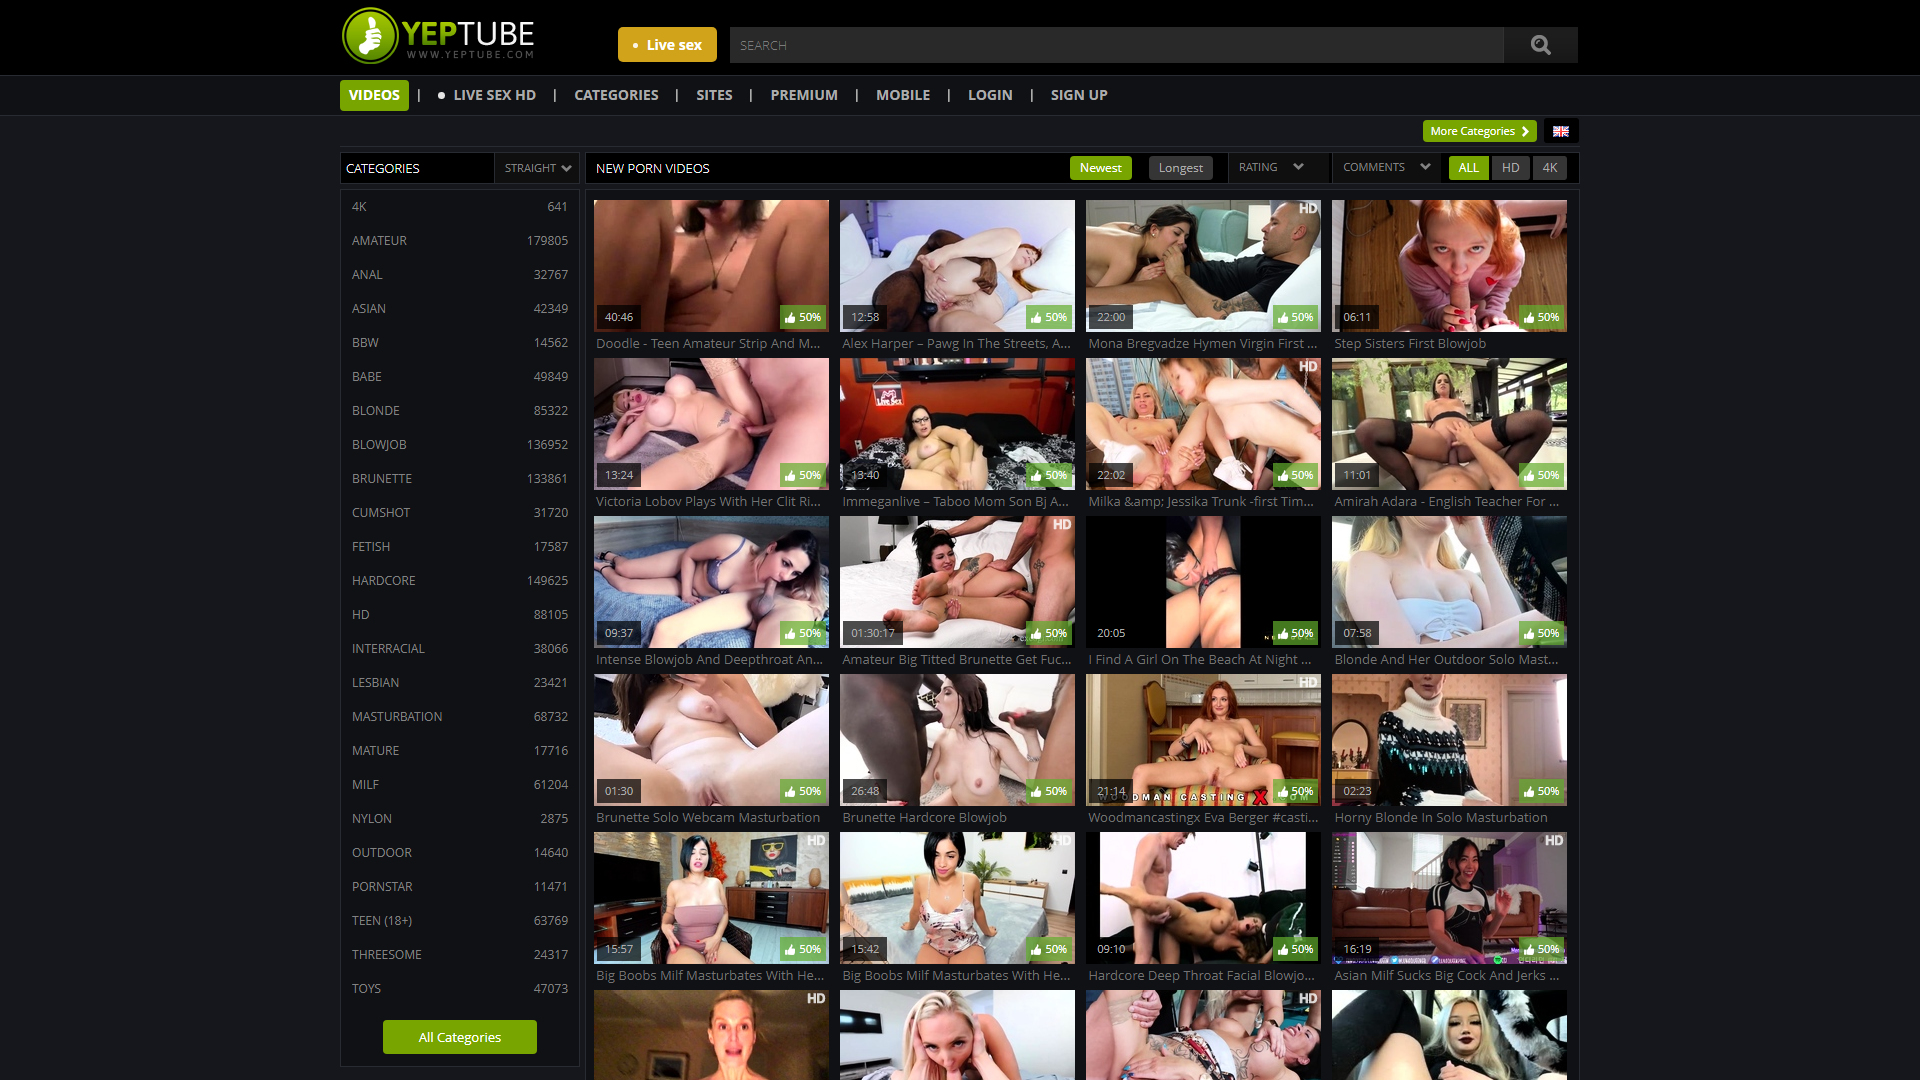 YEPTUBE
WWW.YEPTUBE.COM
Live sex
SEARCH
VIDEOS | LIVE SEX HD | CATEGORIES | SITES | PREMIUM | MOBILE | LOGIN | SIGN UP
More Categories
CATEGORIES
STRAIGHT
4K 641
AMATEUR 179805
ANAL 32767
ASIAN 42349
BBW 14562
BABE 49849
BLONDE 85322
BLOWJOB 136952
BRUNETTE 133861
CUMSHOT 31720
FETISH 17587
HARDCORE 149625
HD 88105
INTERRACIAL 38066
LESBIAN 23421
MASTURBATION 68732
MATURE 17716
MILF 61204
NYLON 2875
OUTDOOR 14640
PORNSTAR 11471
TEEN (18+) 63769
THREESOME 24317
TOYS 47073
All Categories
NEW PORN VIDEOS
Newest
Longest
RATING
COMMENTS
ALL HD 4K
40:46 50%
Doodle - Teen Amateur Strip And M...
12:58 50%
Alex Harper – Pawg In The Streets, A...
HD
22:00 50%
Mona Bregvadze Hymen Virgin First ...
06:11 50%
Step Sisters First Blowjob
13:24 50%
Victoria Lobov Plays With Her Clit Ri...
Live Sex
13:40 50%
Immeganlive – Taboo Mom Son Bj A...
HD
22:02 50%
Milka &amp; Jessika Trunk -first Tim...
11:01 50%
Amirah Adara - English Teacher For ...
09:37 50%
Intense Blowjob And Deepthroat An...
HD
01:30:17 50%
Amateur Big Titted Brunette Get Fuc...
20:05 50%
I Find A Girl On The Beach At Night ...
07:58 50%
Blonde And Her Outdoor Solo Mast...
01:30 50%
Brunette Solo Webcam Masturbation
26:48 50%
Brunette Hardcore Blowjob
HD
WOODMAN CASTING X
21:14 50%
Woodmancastingx Eva Berger #casti...
02:23 50%
Horny Blonde In Solo Masturbation
HD
15:57 50%
Big Boobs Milf Masturbates With He...
HD
15:42 50%
Big Boobs Milf Masturbates With He...
09:10 50%
Hardcore Deep Throat Facial Blowjo...
HD
16:19 50%
Asian Milf Sucks Big Cock And Jerks ...
HD
HD